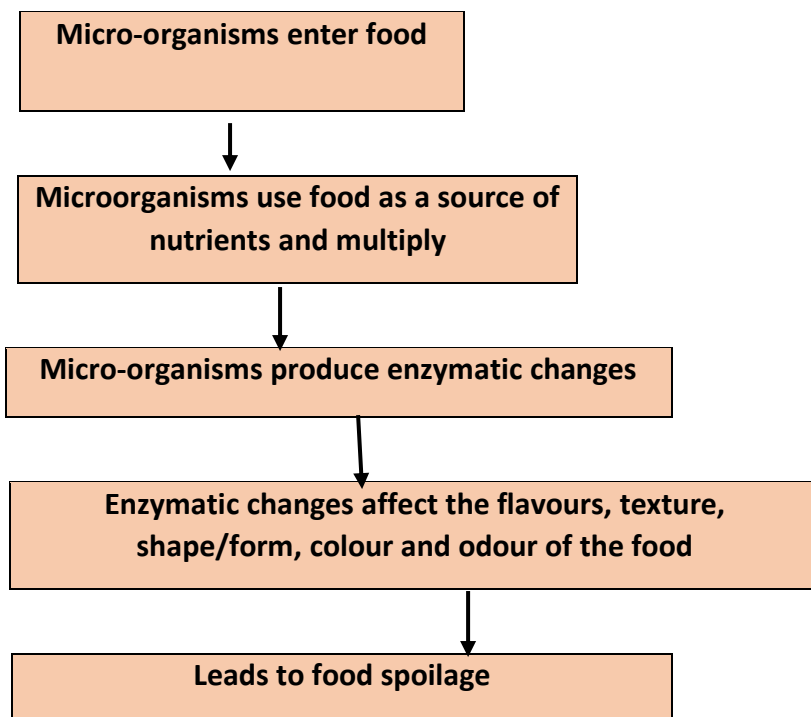 Micro-organisms enter food
Microorganisms use food as a source of
nutrients and multiply
Micro-organisms produce enzymatic changes
Enzymatic changes affect the flavours, texture,
shape/form, colour and odour of the food
Leads to food spoilage